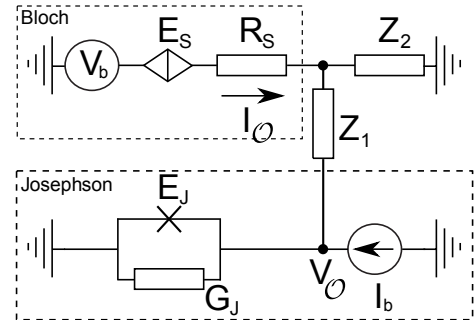 Bloch
V_b
E_S
R_S
Z_2
I_𝒪
Z_1
Josephson
E_J
G_J
V_𝒪
I_b